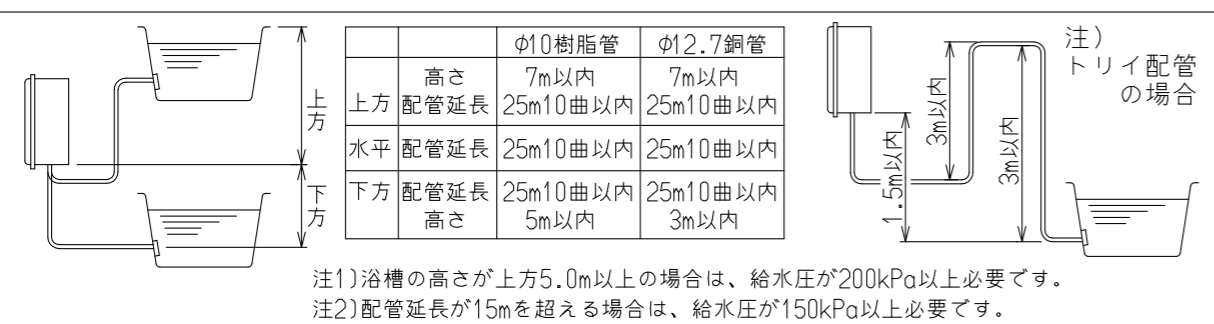 上方
下方
φ10樹脂管 φ12.7銅管
上方 高さ 7m以内 7m以内
配管延長 25m10曲以内 25m10曲以内
水平 配管延長 25m10曲以内 25m10曲以内
下方 配管延長 25m10曲以内 25m10曲以内
高さ 5m以内 3m以内
1.5m以内
3m以内
3m以内
注)
トリイ配管
の場合
注1)浴槽の高さが上方5.0m以上の場合は、給水圧が200kPa以上必要です。
注2)配管延長が15mを超える場合は、給水圧が150kPa以上必要です。